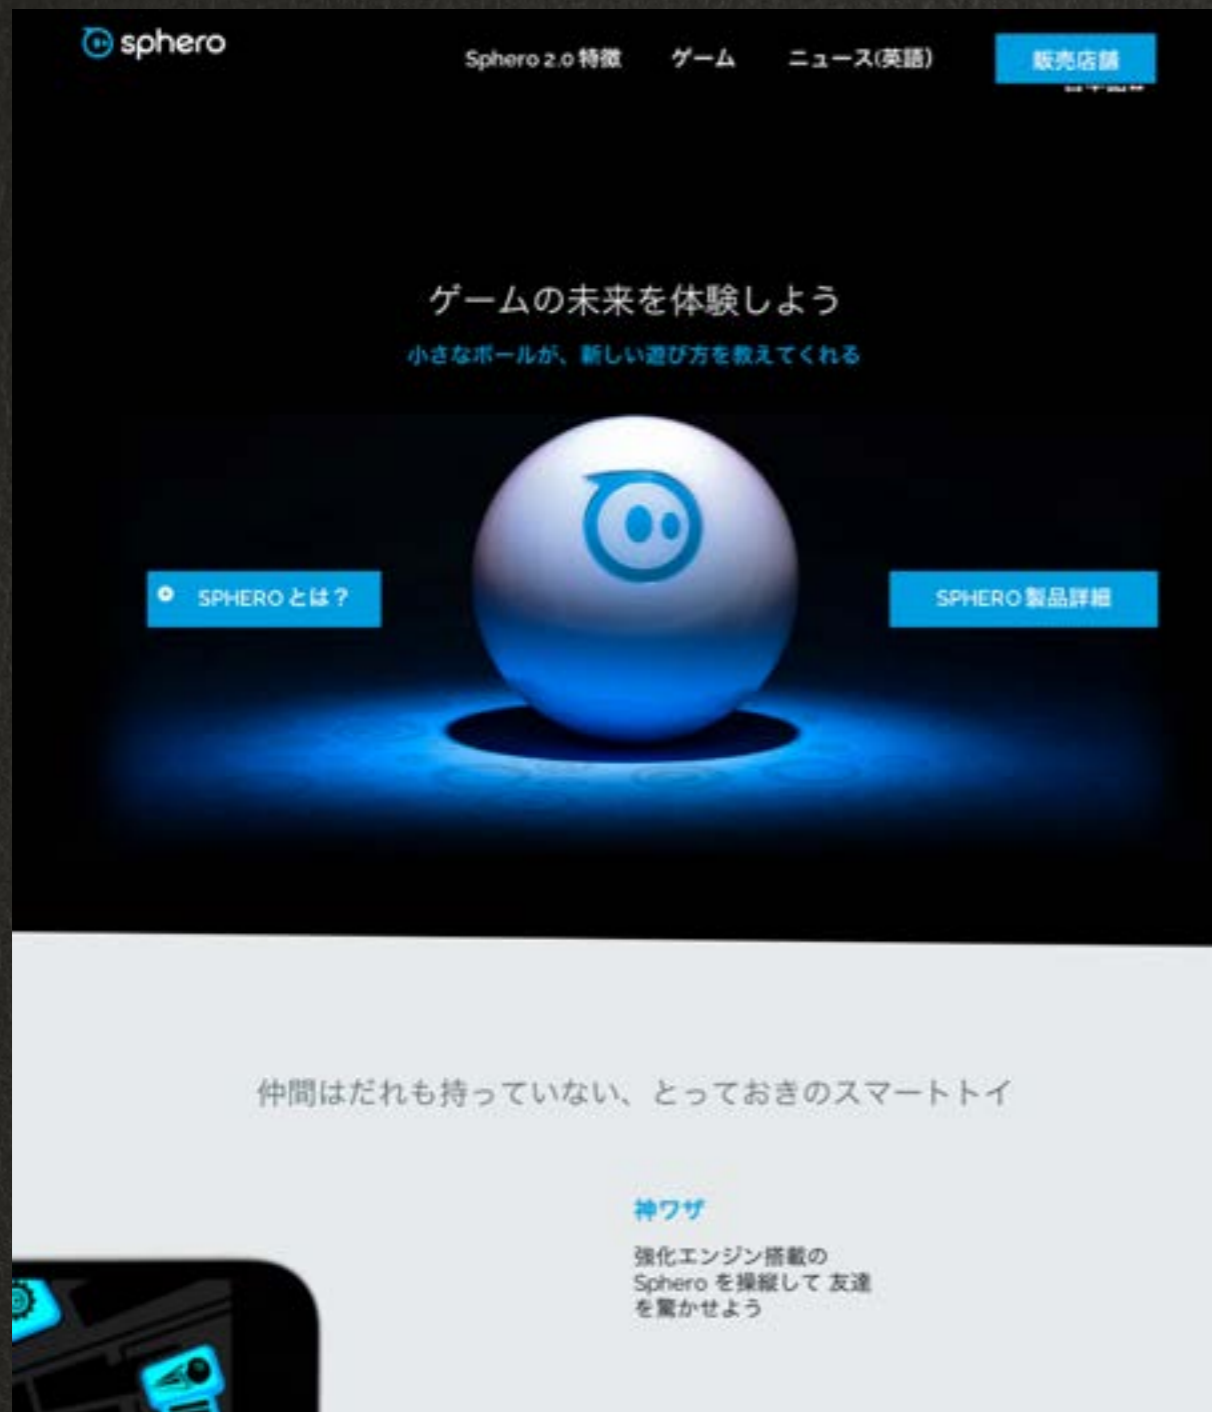 sphero
Sphero 2.0 特徴
ゲーム
ニュース(英語)
販売店舗
ゲームの未来を体験しよう
小さなボールが、新しい遊び方を教えてくれる
SPHERO とは？
SPHERO 製品詳細
仲間はだれも持っていない、とっておきのスマートトイ
神ワザ
強化エンジン搭載の
Sphero を操縦して 友達
を驚かせよう